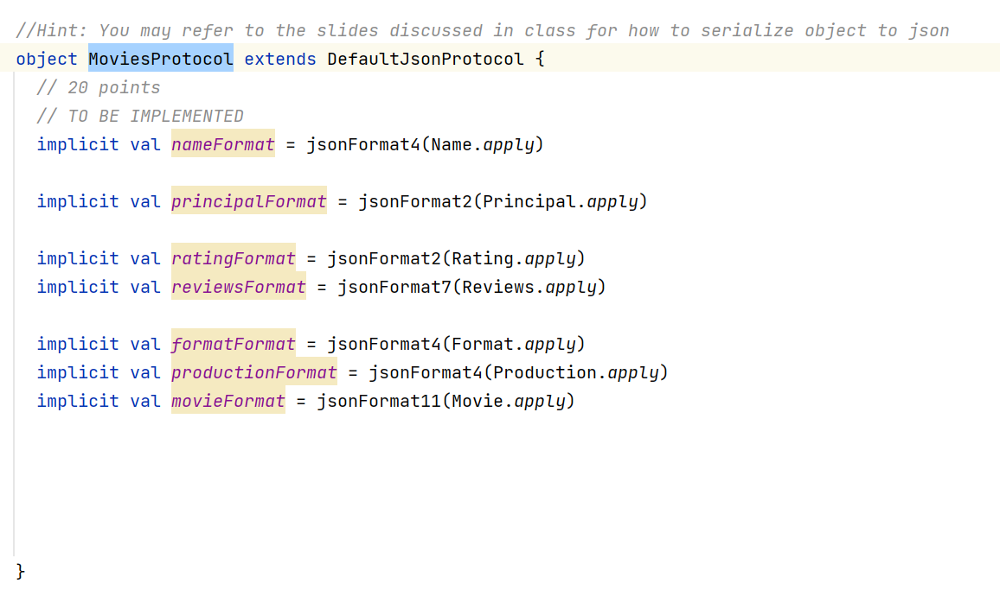 //Hint: You may refer to the slides discussed in class for how to serialize object to json
object MoviesProtocol extends DefaultJsonProtocol {
  // 20 points
  // TO BE IMPLEMENTED
  implicit val nameFormat = jsonFormat4(Name.apply)
  implicit val principalFormat = jsonFormat2(Principal.apply)
  implicit val ratingFormat = jsonFormat2(Rating.apply)
  implicit val reviewsFormat = jsonFormat7(Reviews.apply)
  implicit val formatFormat = jsonFormat4(Format.apply)
  implicit val productionFormat = jsonFormat4(Production.apply)
  implicit val movieFormat = jsonFormat11(Movie.apply)
}